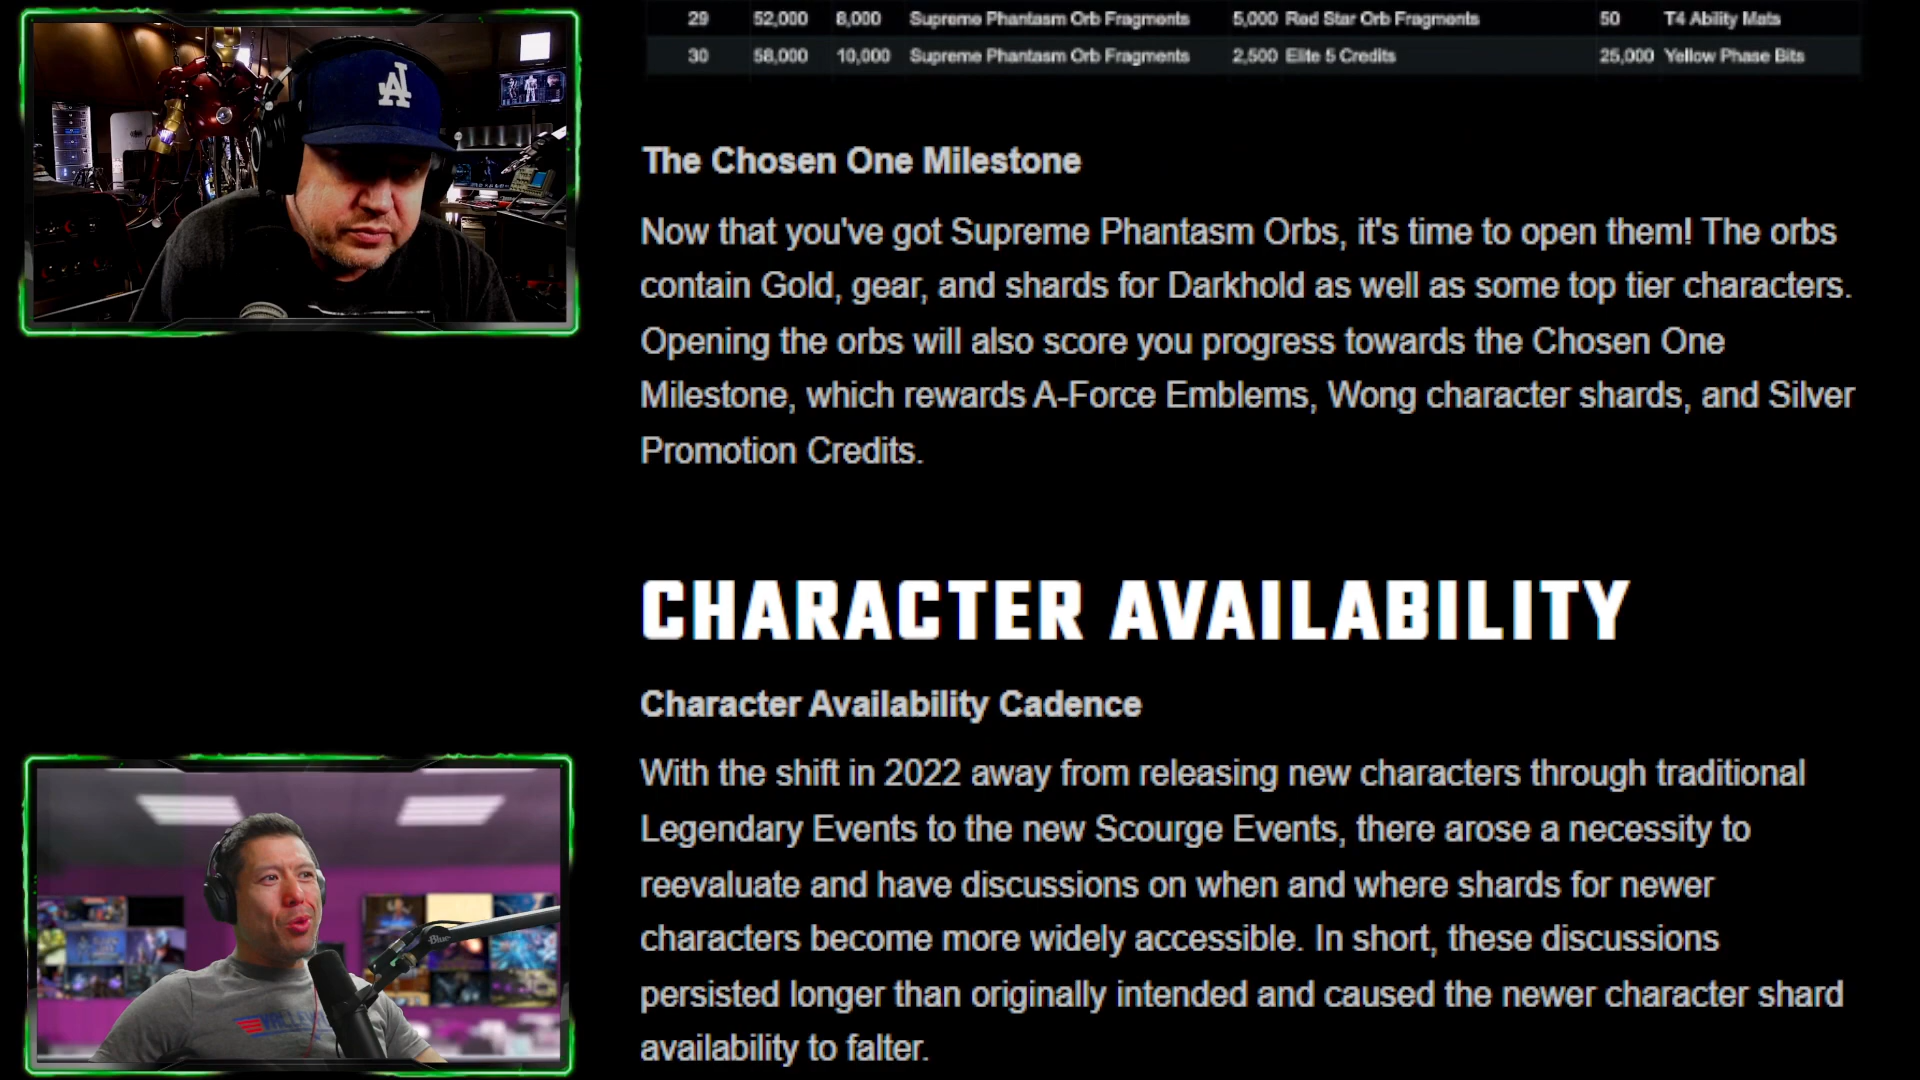 29 52,000 8,000 Supreme Phantasm Orb Fragments 5,000 Red Star Orb Fragments 50 T4 Ability Mats
30 58,000 10,000 Supreme Phantasm Orb Fragments 2,500 Elite 5 Credits 25,000 Yellow Phase Bits
The Chosen One Milestone
Now that you've got Supreme Phantasm Orbs, it's time to open them! The orbs
contain Gold, gear, and shards for Darkhold as well as some top tier characters.
Opening the orbs will also score you progress towards the Chosen One
Milestone, which rewards A-Force Emblems, Wong character shards, and Silver
Promotion Credits.
CHARACTER AVAILABILITY
Character Availability Cadence
With the shift in 2022 away from releasing new characters through traditional
Legendary Events to the new Scourge Events, there arose a necessity to
reevaluate and have discussions on when and where shards for newer
characters become more widely accessible. In short, these discussions
persisted longer than originally intended and caused the newer character shard
availability to falter.
LA
Blue